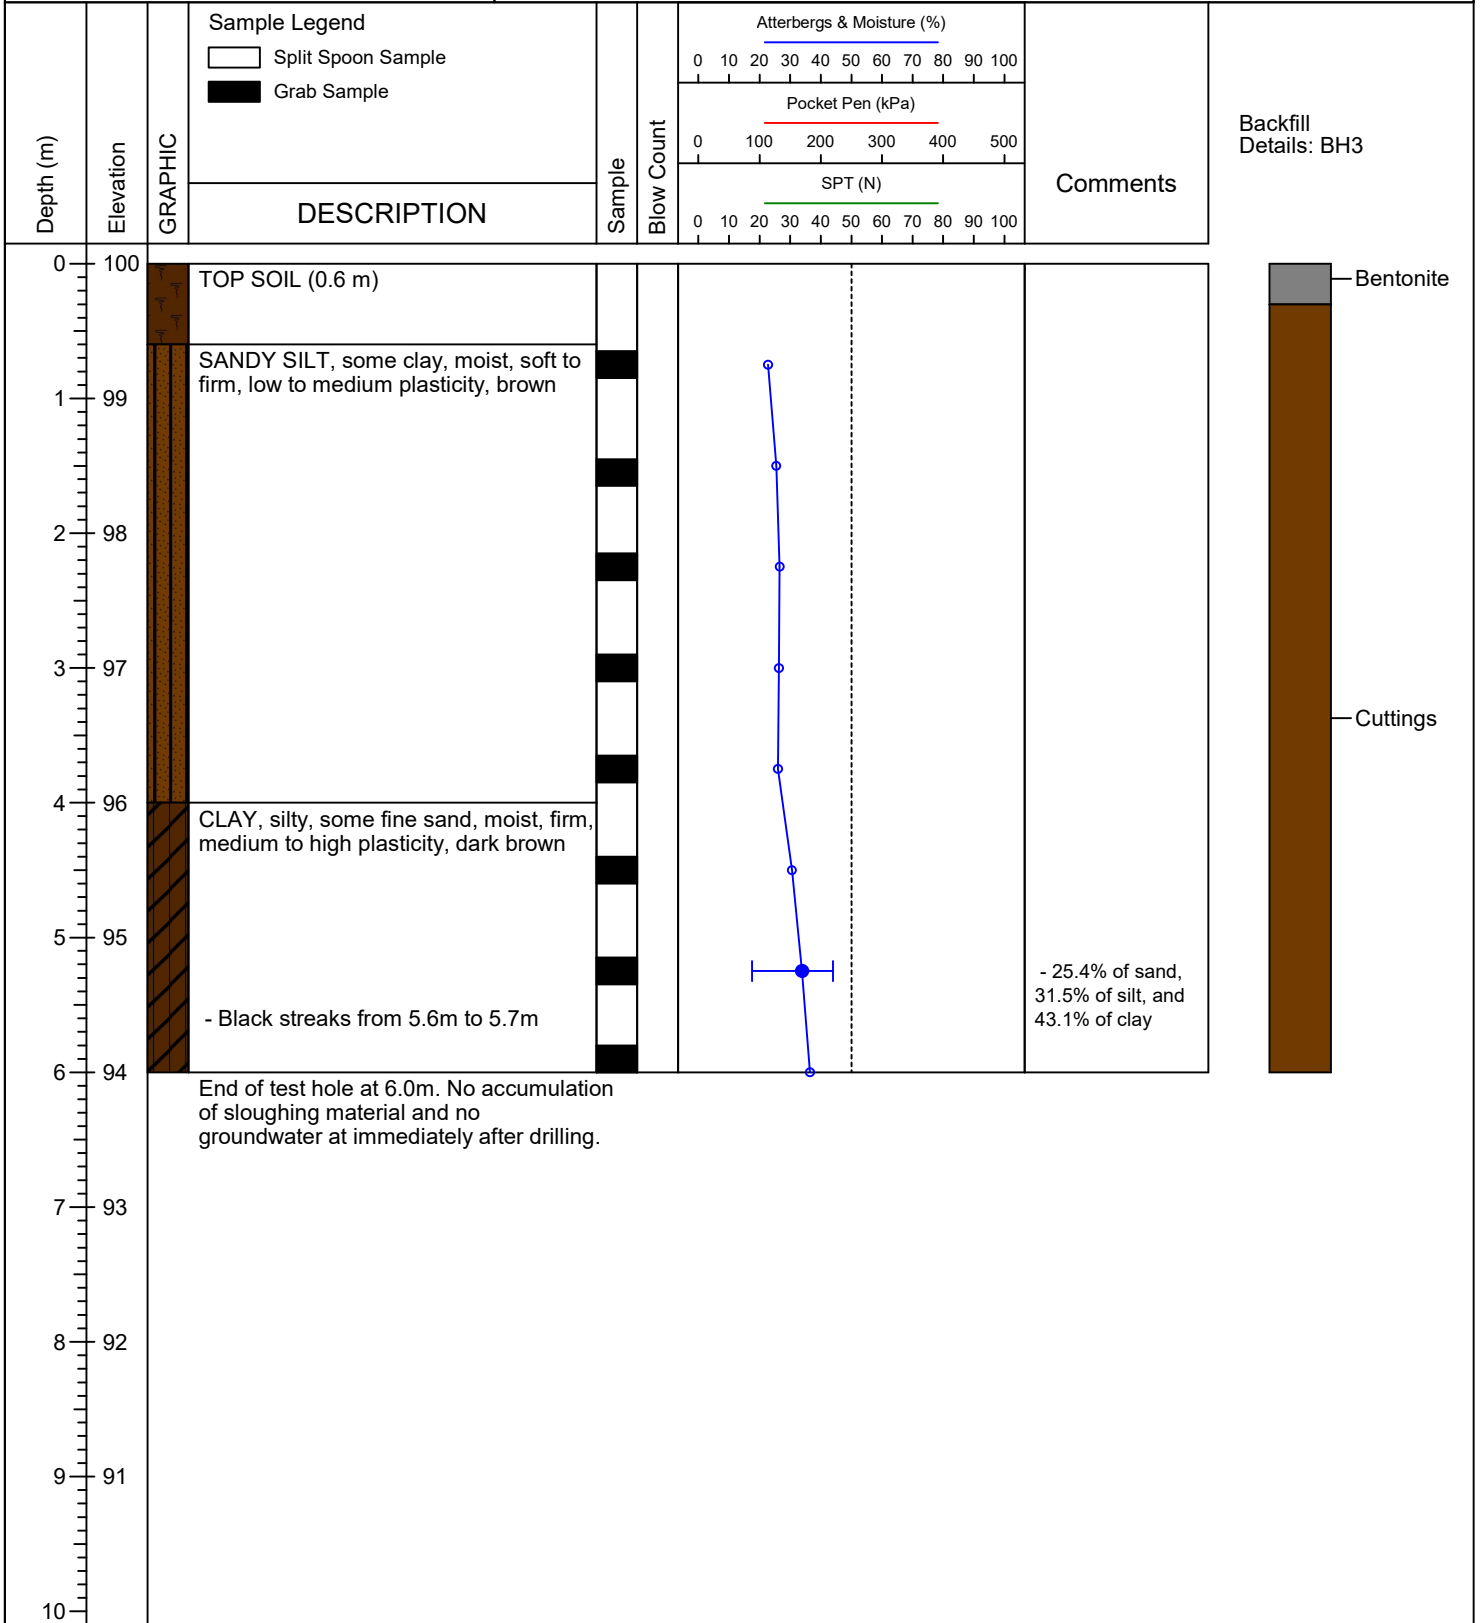 Sample Legend
Split Spoon Sample
Grab Sample
Depth (m)
Elevation
GRAPHIC
DESCRIPTION
Sample
Blow Count
Atterbergs & Moisture (%)
0 10 20 30 40 50 60 70 80 90 100
Pocket Pen (kPa)
0 100 200 300 400 500
SPT (N)
0 10 20 30 40 50 60 70 80 90 100
Comments
Backfill
Details: BH3
0 100
TOP SOIL (0.6 m)
Bentonite
SANDY SILT, some clay, moist, soft to
firm, low to medium plasticity, brown
1 99
2 98
3 97
Cuttings
4 96
CLAY, silty, some fine sand, moist, firm,
medium to high plasticity, dark brown
5 95
- 25.4% of sand,
31.5% of silt, and
43.1% of clay
- Black streaks from 5.6m to 5.7m
6 94
End of test hole at 6.0m. No accumulation
of sloughing material and no
groundwater at immediately after drilling.
7 93
8 92
9 91
10